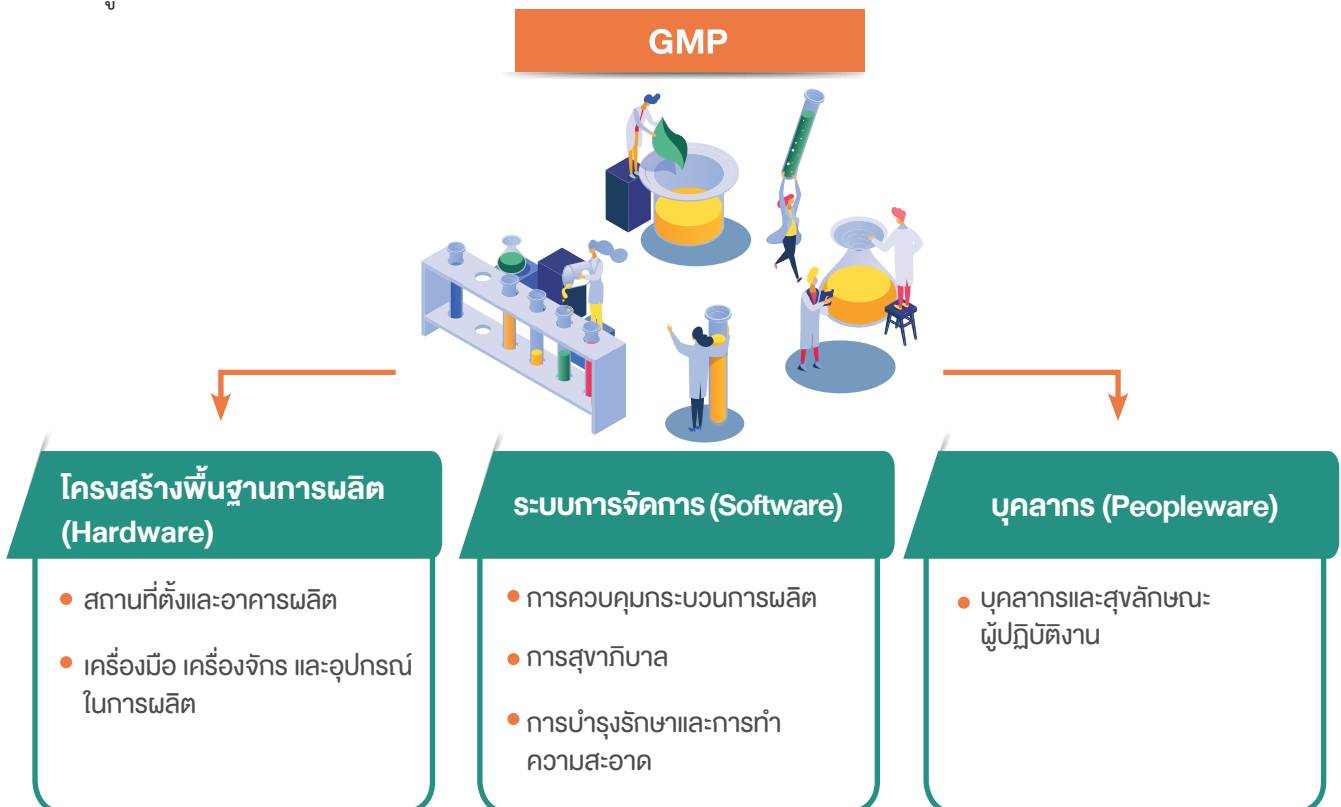 GMP
โครงสร้างพื้นฐานการผลิต
(Hardware)
สถานที่ตั้งและอาคารผลิต
เครื่องมือ เครื่องจักร และอุปกรณ์
ในการผลิต
ระบบการจัดการ (Software)
การควบคุมกระบวนการผลิต
การสุขาภิบาล
การบำรุงรักษาและการทำ
ความสะอาด
บุคลากร (Peopleware)
บุคลากรและสุขลักษณะ
ผู้ปฏิบัติงาน